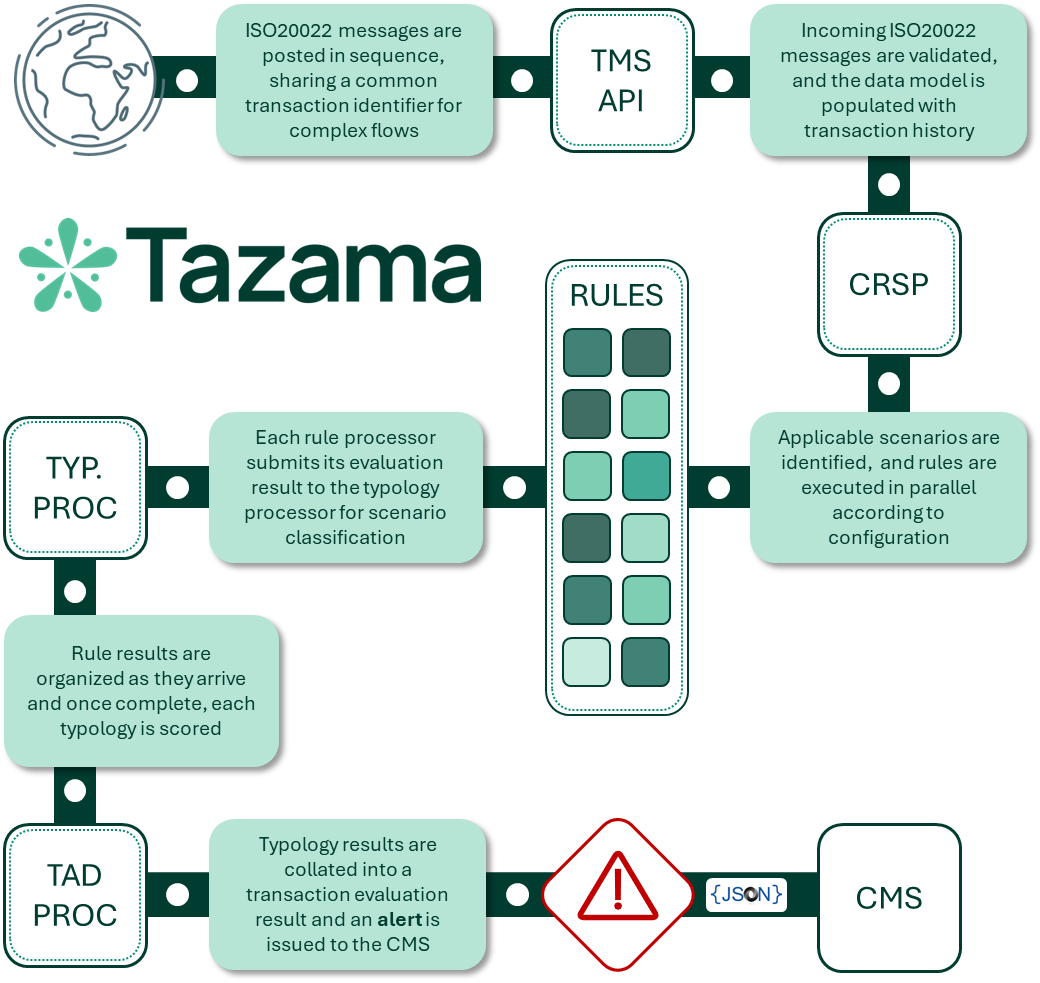 ISO20022 messages are
posted in sequence,
sharing a common
transaction identifier for
complex flows
TMS
API
Incoming ISO20022
messages are validated,
and the data model is
populated with
transaction history
Tazama
CRSP
RULES
Applicable scenarios are
identified, and rules are
executed in parallel
according to
configuration
Each rule processor
submits its evaluation
result to the typology
processor for scenario
classification
TYP.
PROC
Rule results are
organized as they arrive
and once complete, each
typology is scored
TAD
PROC
Typology results are
collated into a
transaction evaluation
result and an alert is
issued to the CMS
!
{JSON}
CMS